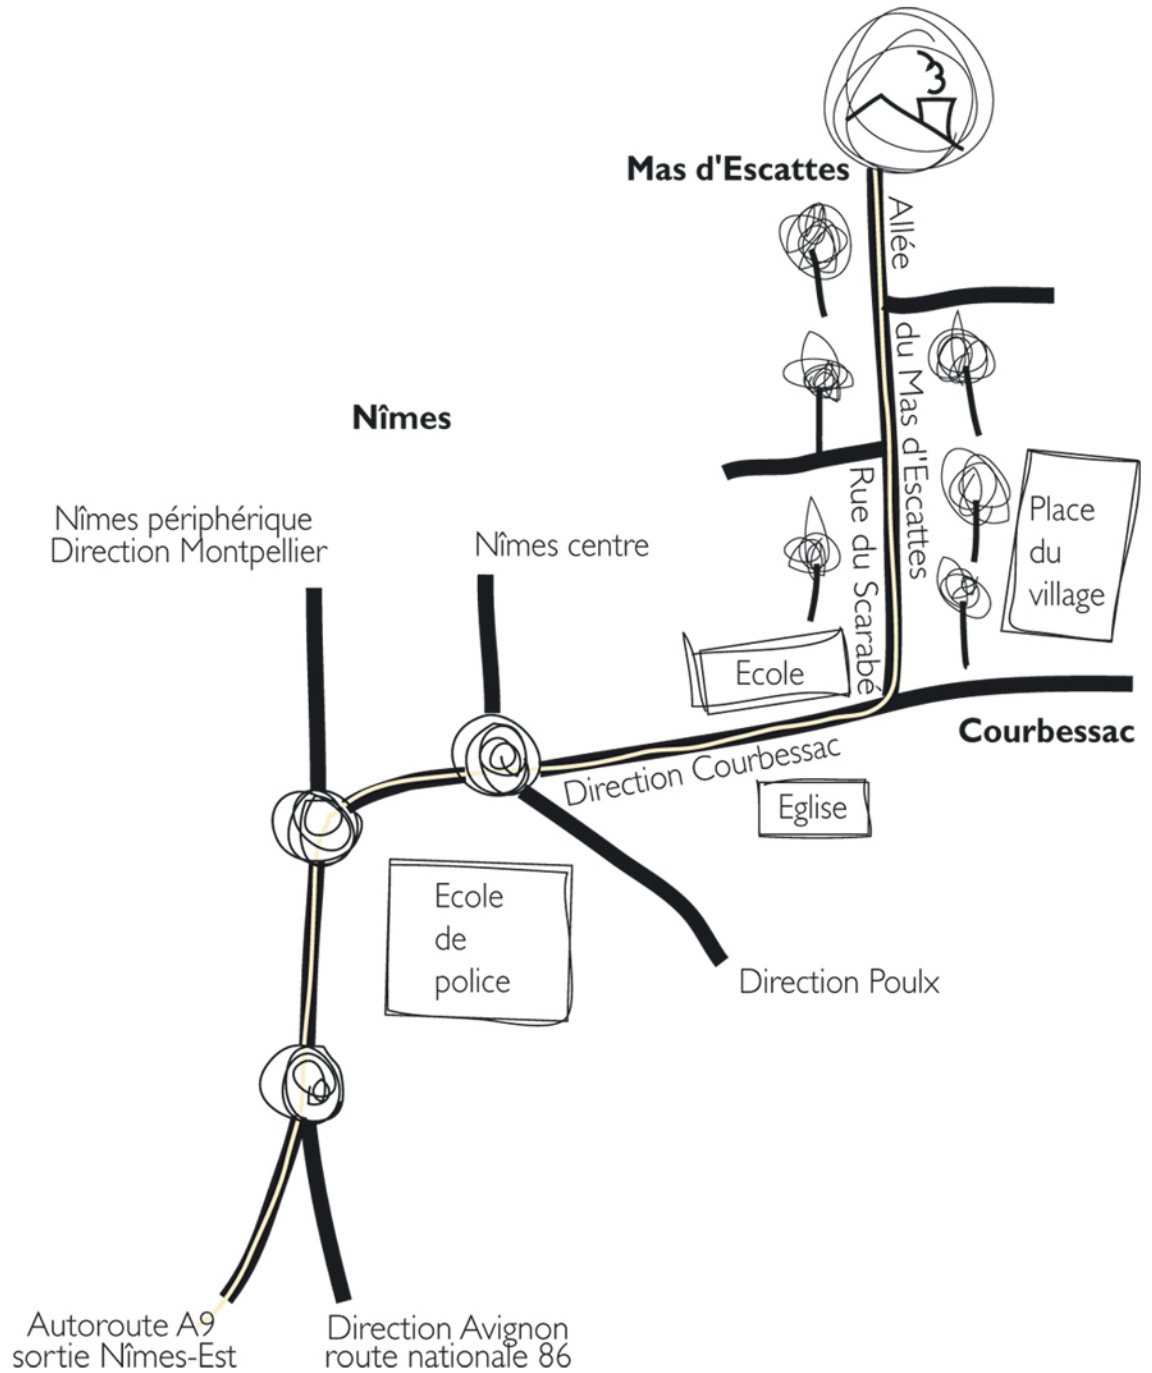 Mas d'Escattes
Allée
du Mas d'Escattes
Nîmes
Rue du Scarabé
Place
du
village
Nîmes périphérique
Direction Montpellier
Nîmes centre
Ecole
Courbessac
Direction Courbessac
Eglise
Ecole
de
police
Direction Poulx
Autoroute A9
sortie Nîmes-Est
Direction Avignon
route nationale 86